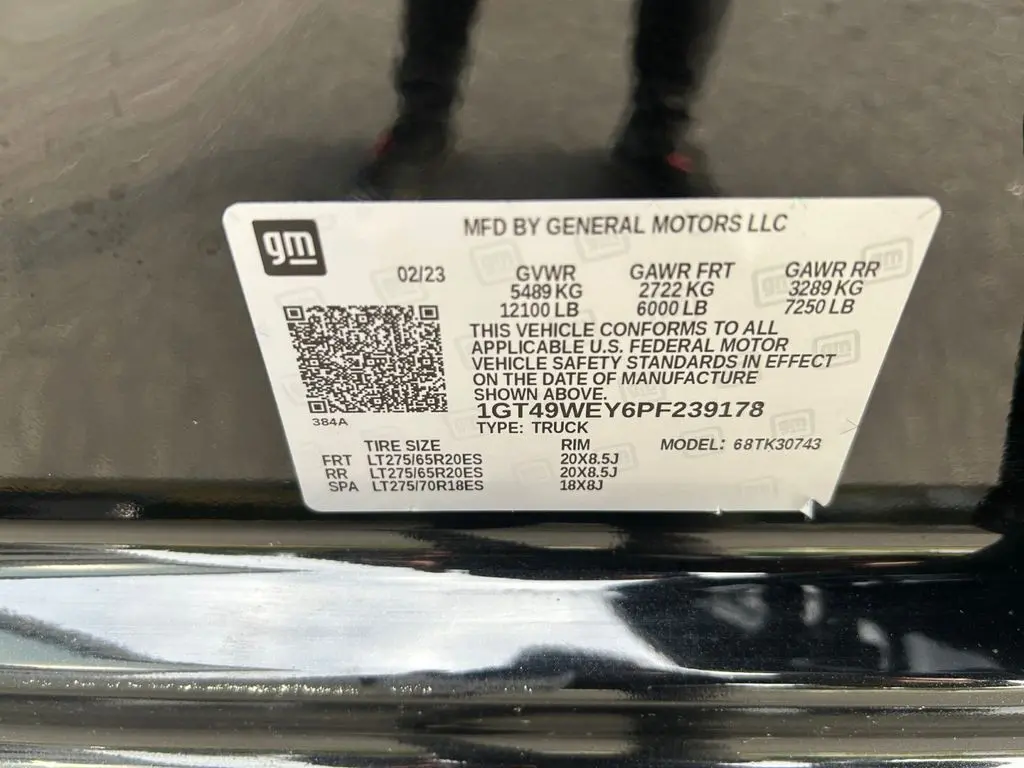 gm
MFD BY GENERAL MOTORS LLC
02/23 GVWR GAWR FRT GAWR RR
5489 KG 2722 KG 3289 KG
12100 LB 6000 LB 7250 LB
THIS VEHICLE CONFORMS TO ALL
APPLICABLE U.S. FEDERAL MOTOR
VEHICLE SAFETY STANDARDS IN EFFECT
ON THE DATE OF MANUFACTURE
SHOWN ABOVE.
1GT49WEY6PF239178
384A
TYPE: TRUCK
TIRE SIZE RIM MODEL: 68TK30743
FRT LT275/65R20ES 20X8.5J
RR LT275/65R20ES 20X8.5J
SPA LT275/70R18ES 18X8J